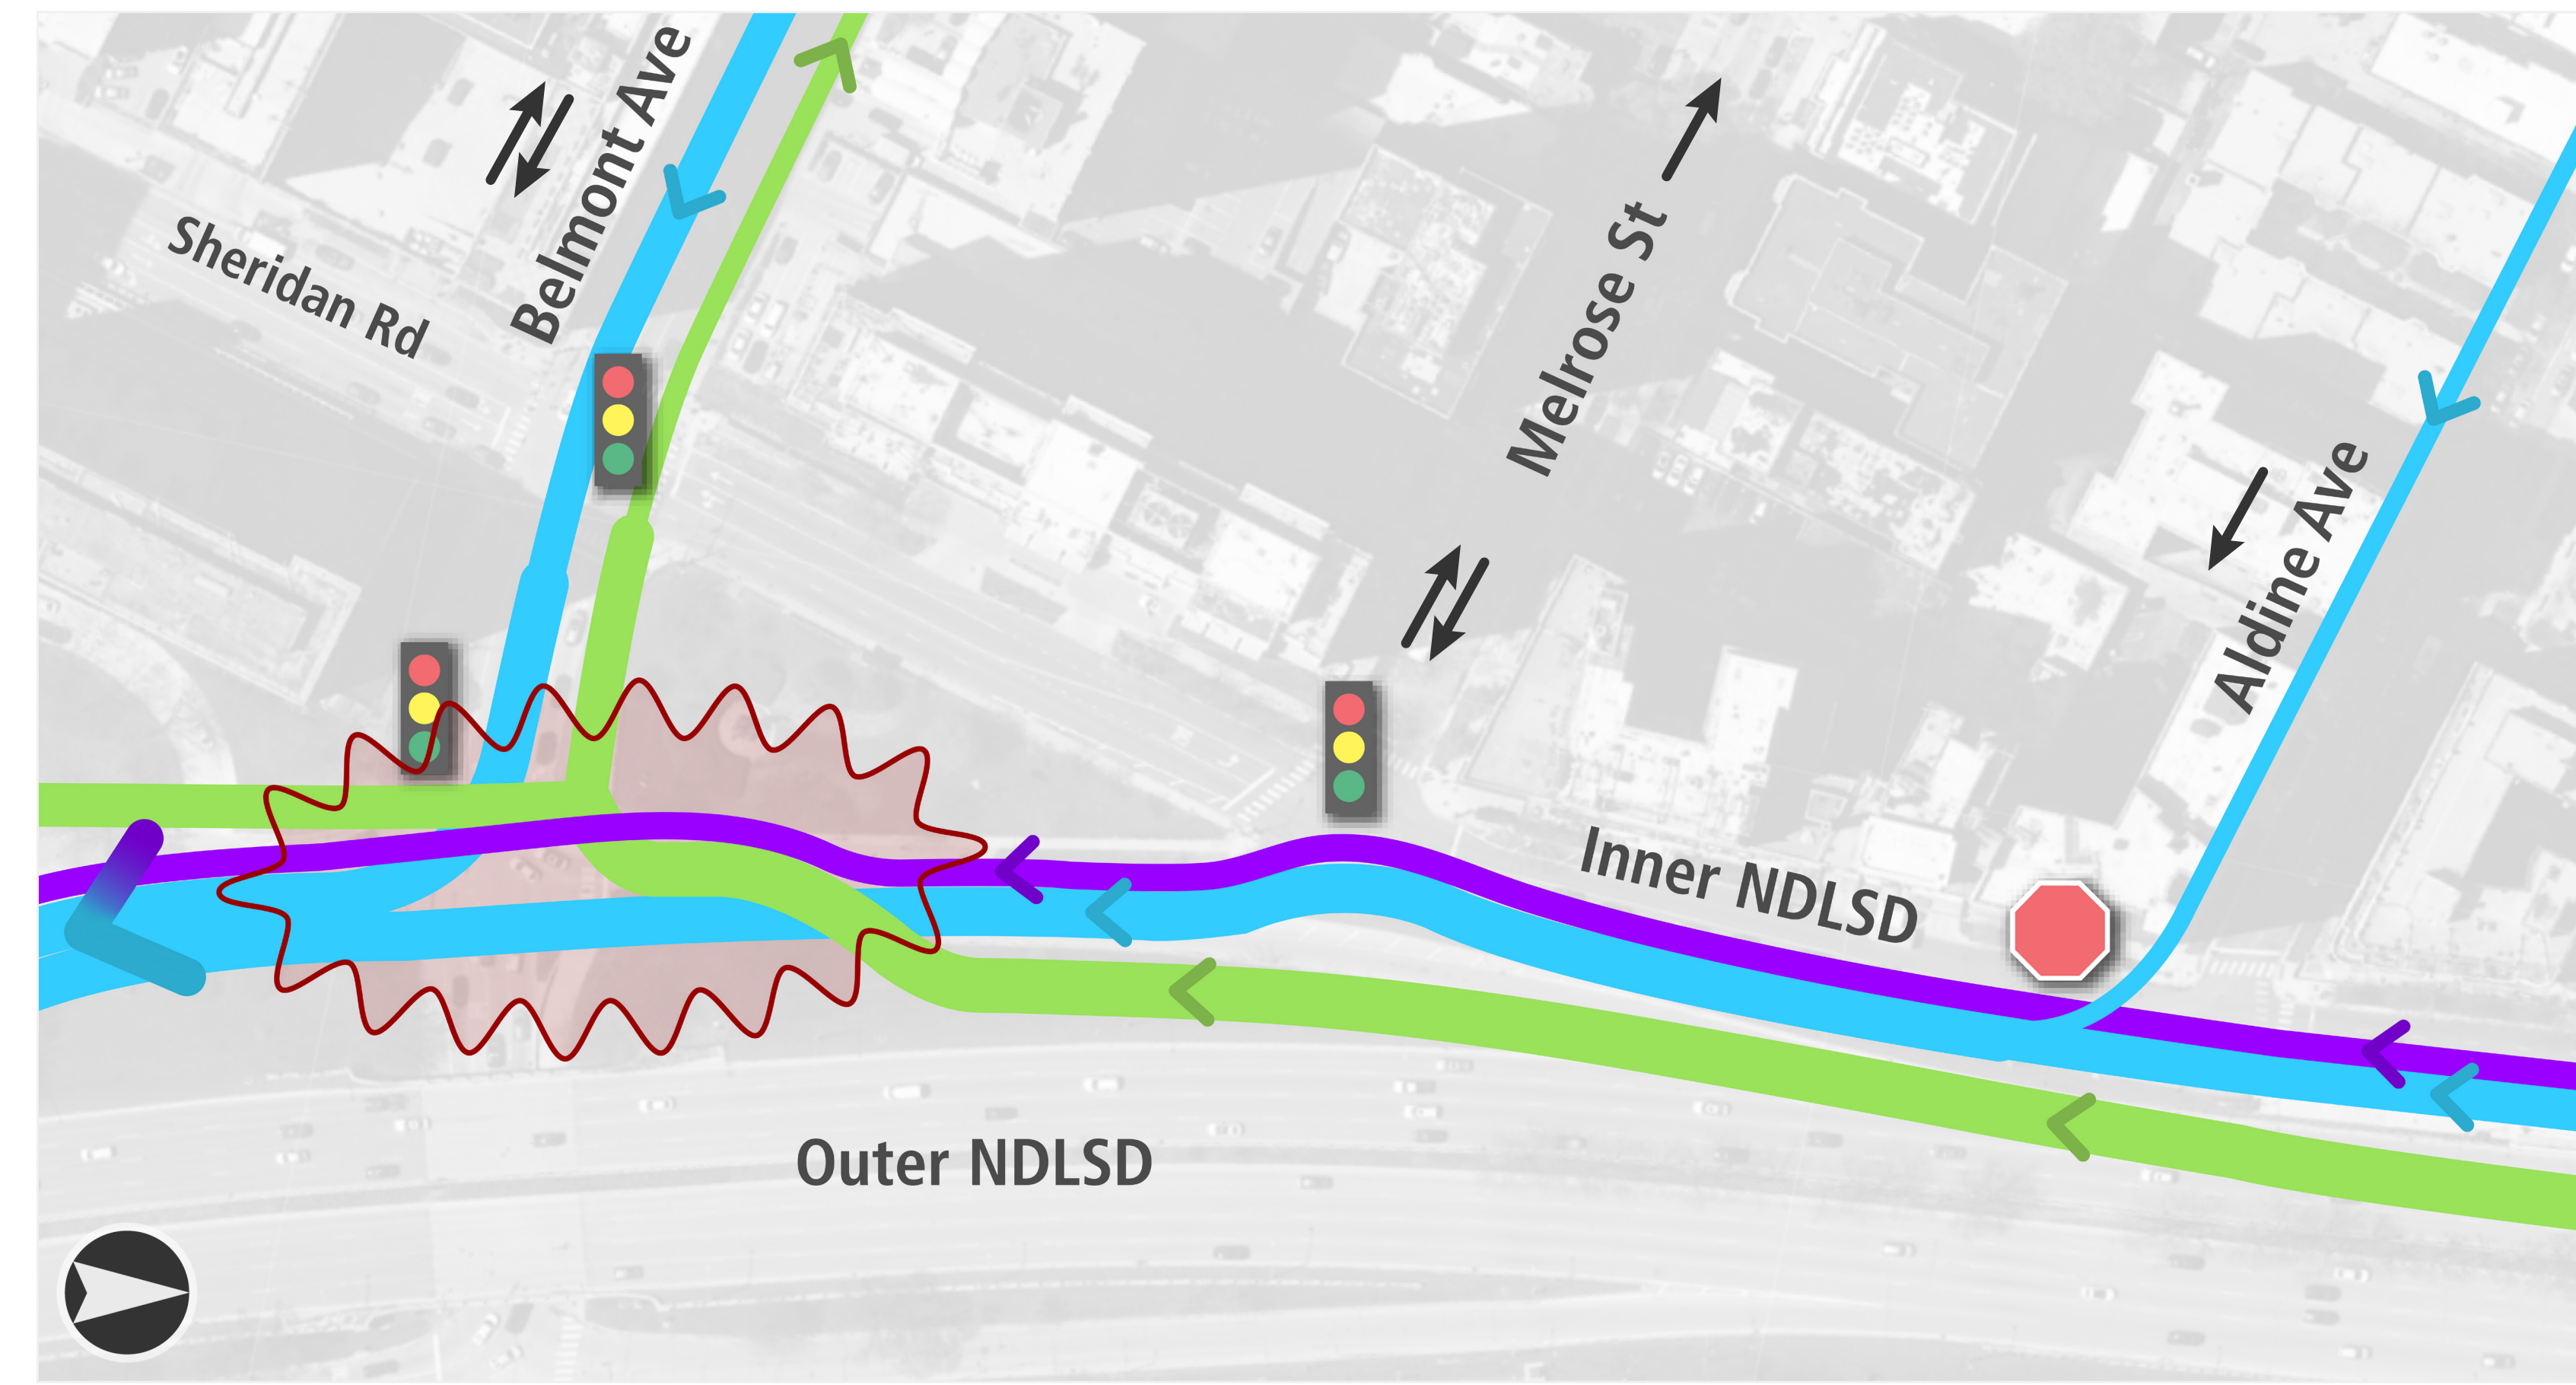 Belmont Ave
Sheridan Rd
Melrose St
Aldine Ave
Inner NDLSD
Outer NDLSD